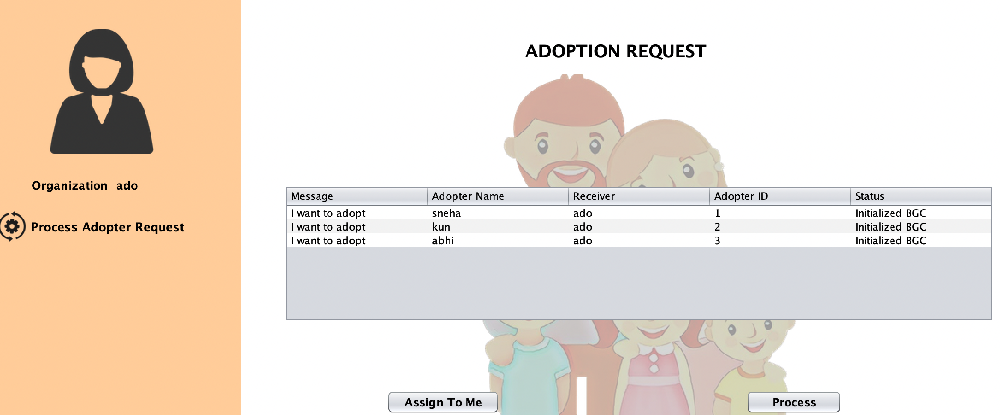 Organization ado
Process Adopter Request
ADOPTION REQUEST
Message Adopter Name Receiver Adopter ID Status
I want to adopt sneha ado 1 Initialized BGC
I want to adopt kun ado 2 Initialized BGC
I want to adopt abhi ado 3 Initialized BGC
Assign To Me Process